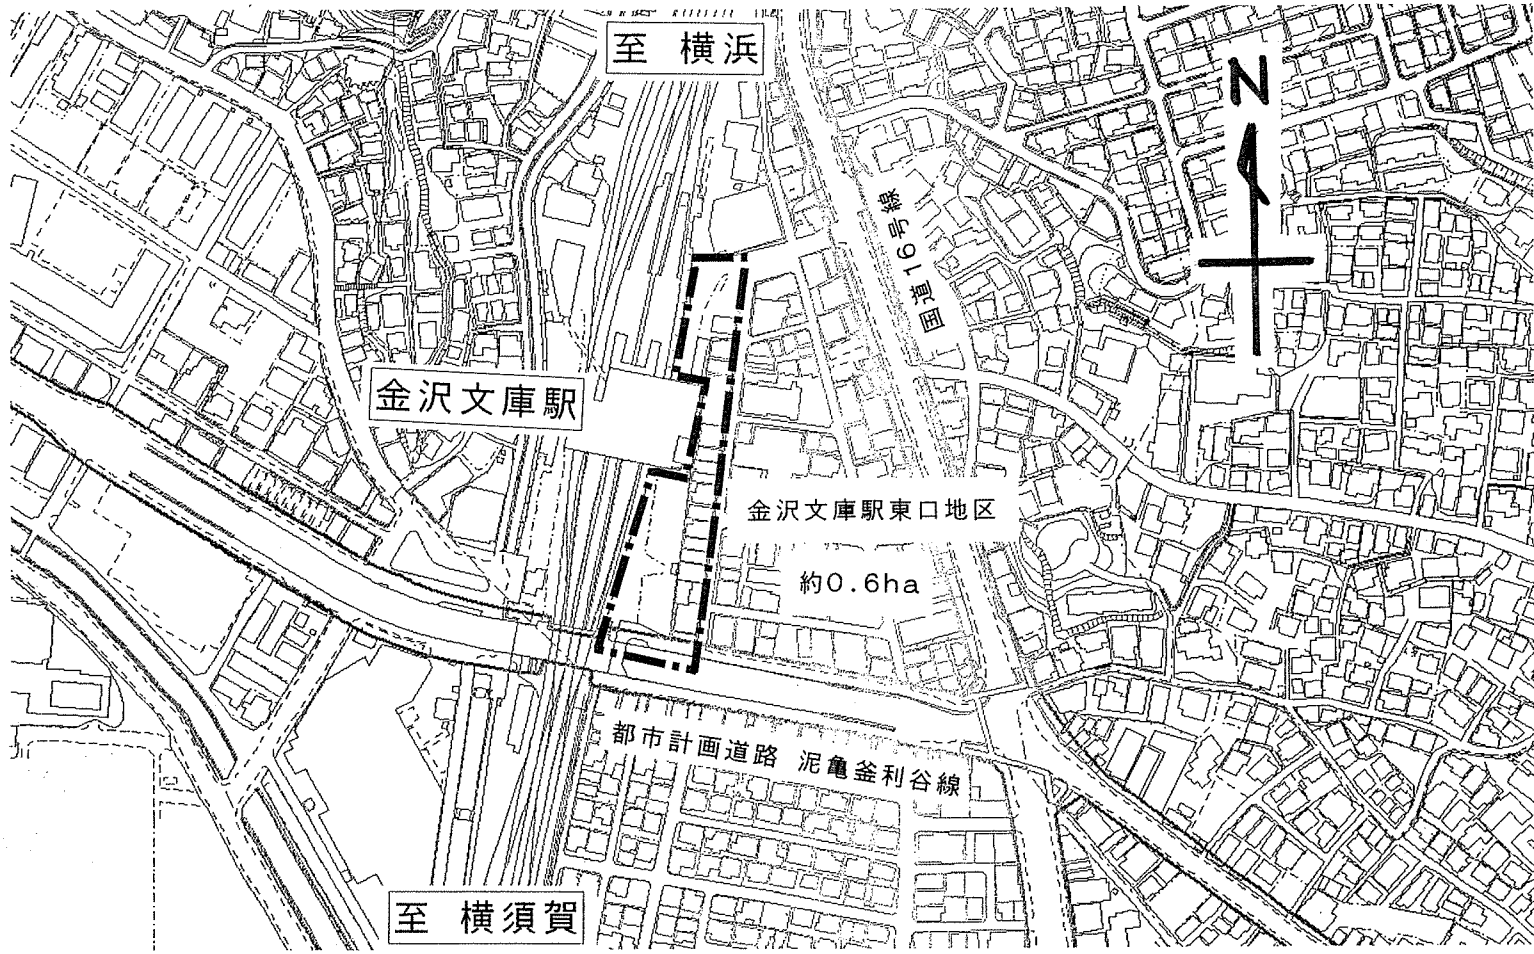 至 横浜
N
国道16号線
金沢文庫駅
金沢文庫駅東口地区
約0.6ha
都市計画道路 泥亀釜利谷線
至 横須賀